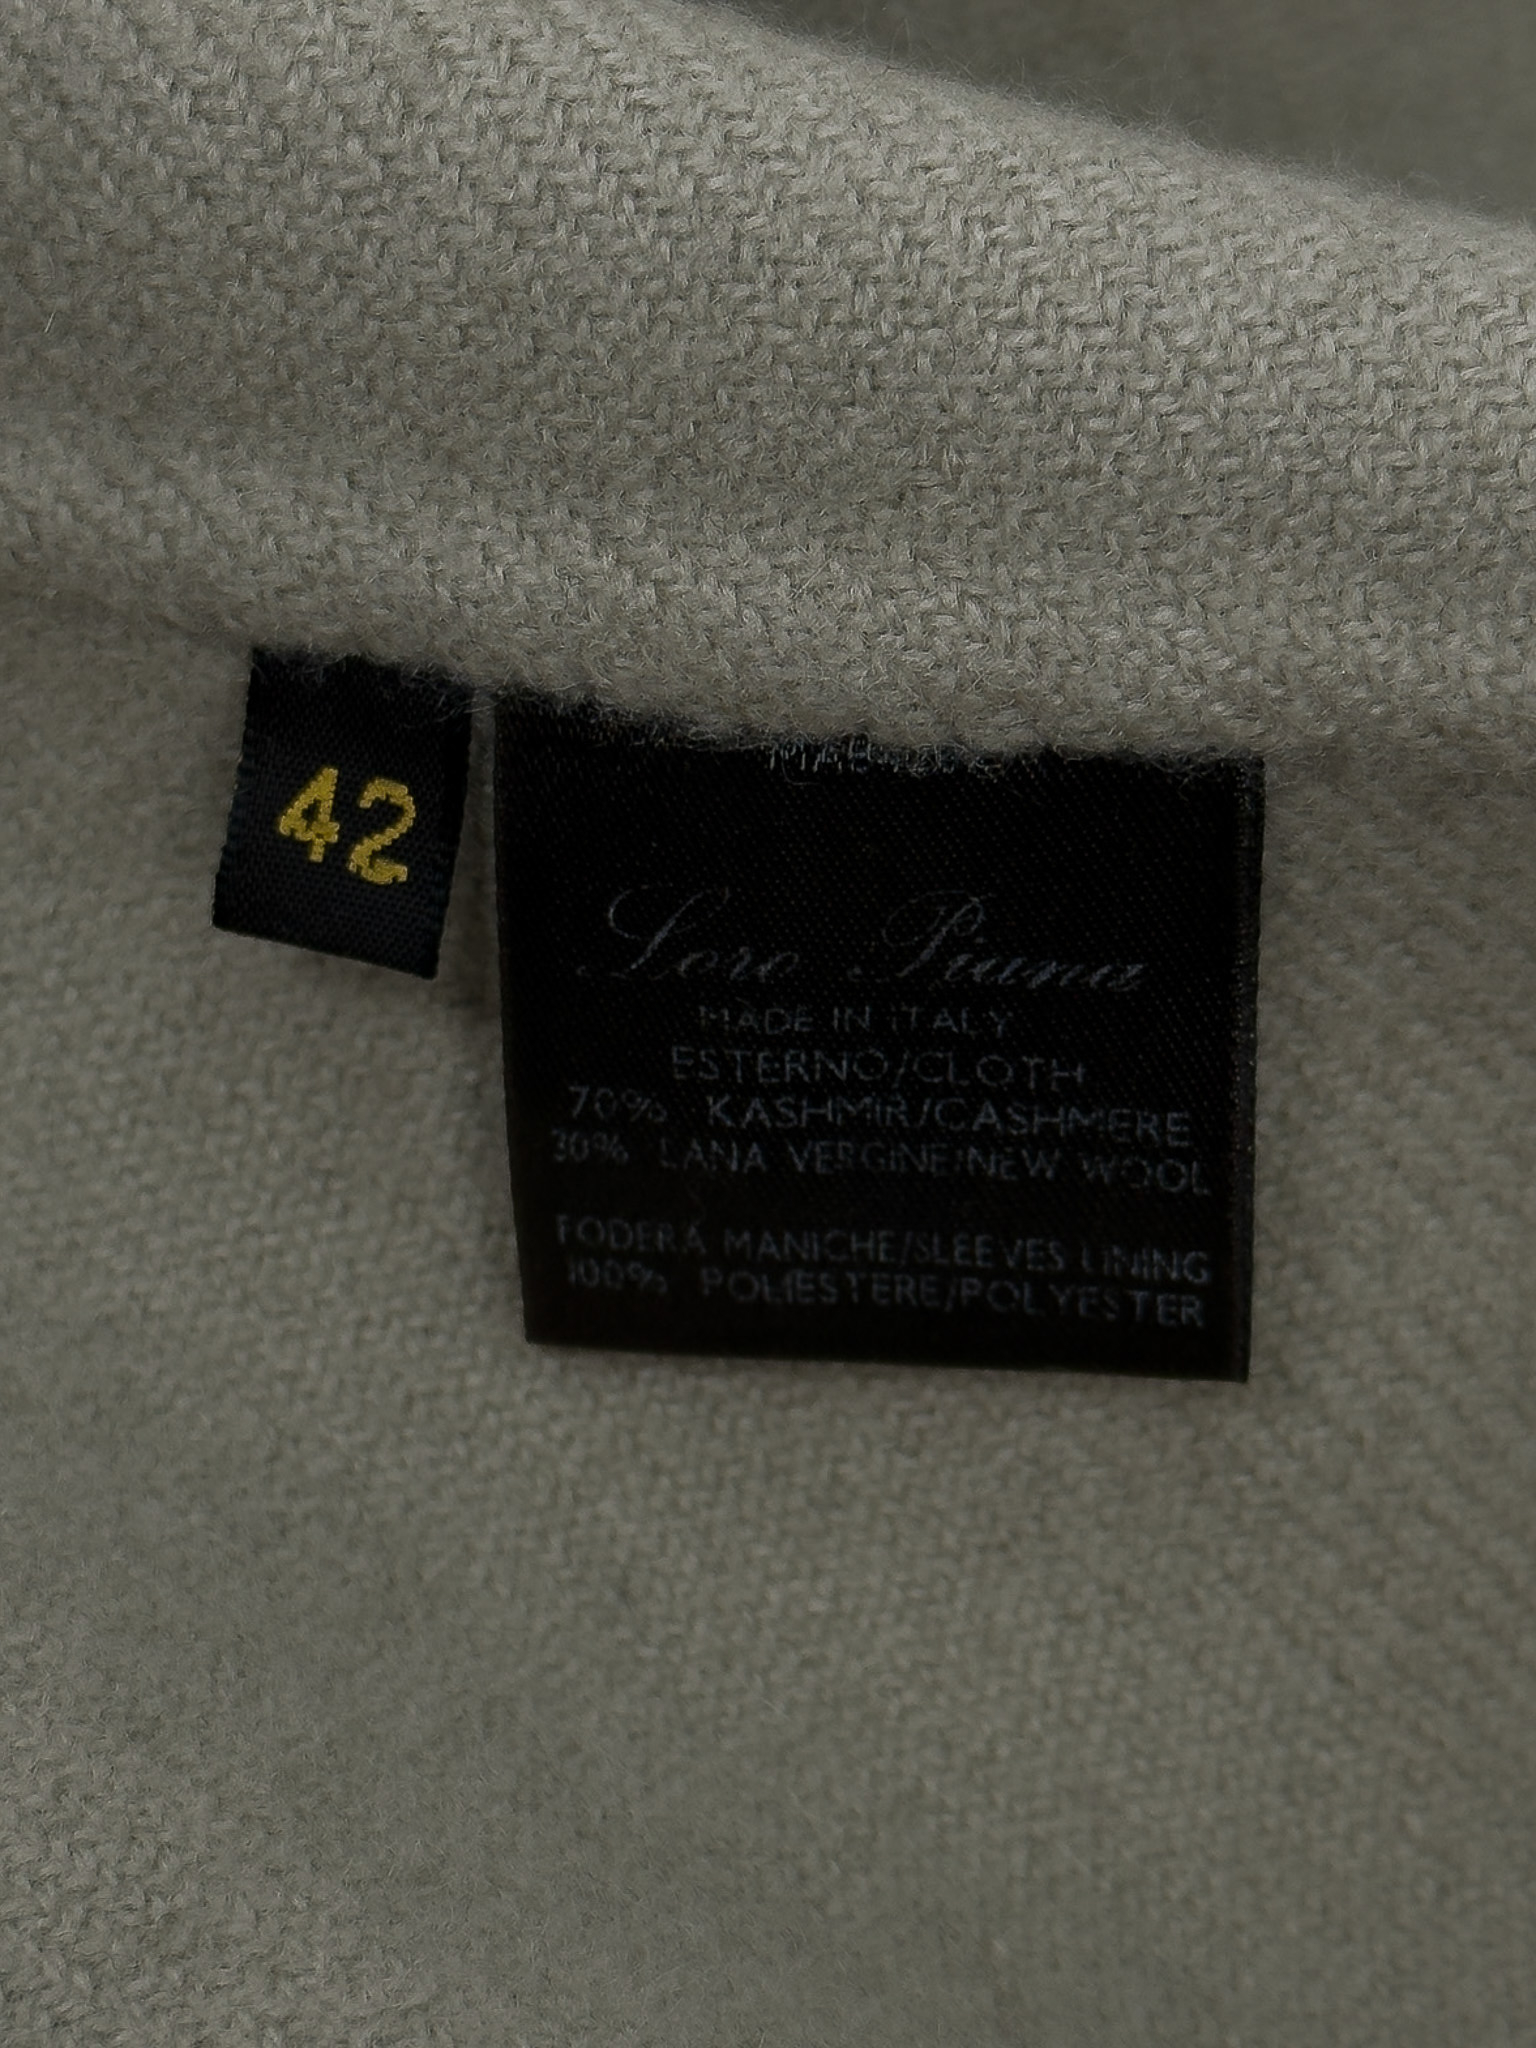 42
Loro Piana
MADE IN ITALY
ESTERNO/CLOTH
70% KASHMIR/CASHMERE
30% LANA VERGINE/NEW WOOL
FODERA MANICHE/SLEEVES LINING
100% POLIESTERE/POLYESTER